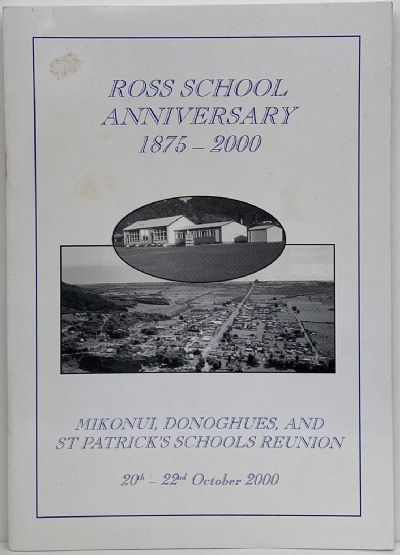 ROSS SCHOOL
ANNIVERSARY
1875 – 2000
MIKONUI, DONOGHUES, AND
ST PATRICK'S SCHOOLS REUNION
20th – 22nd October 2000